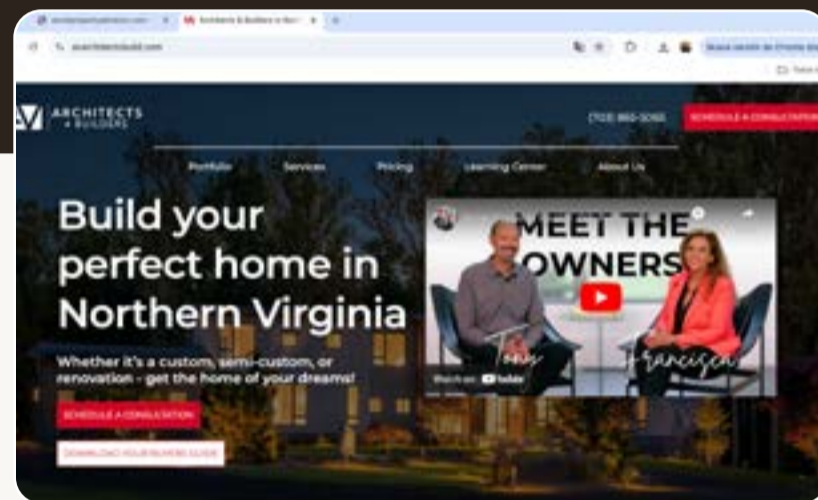 ARCHITECTS
+ BUILDERS
SCHEDULE A CONSULTATION
Portfolio
Services
Pricing
Learning Center
About Us
Build your
perfect home in
Northern Virginia
Whether it's a custom, semi-custom, or
renovation - get the home of your dreams!
SCHEDULE A CONSULTATION
DOWNLOAD YOUR BUYERS GUIDE
MEET THE
OWNERS
Tony
Francisca
Watch on YouTube